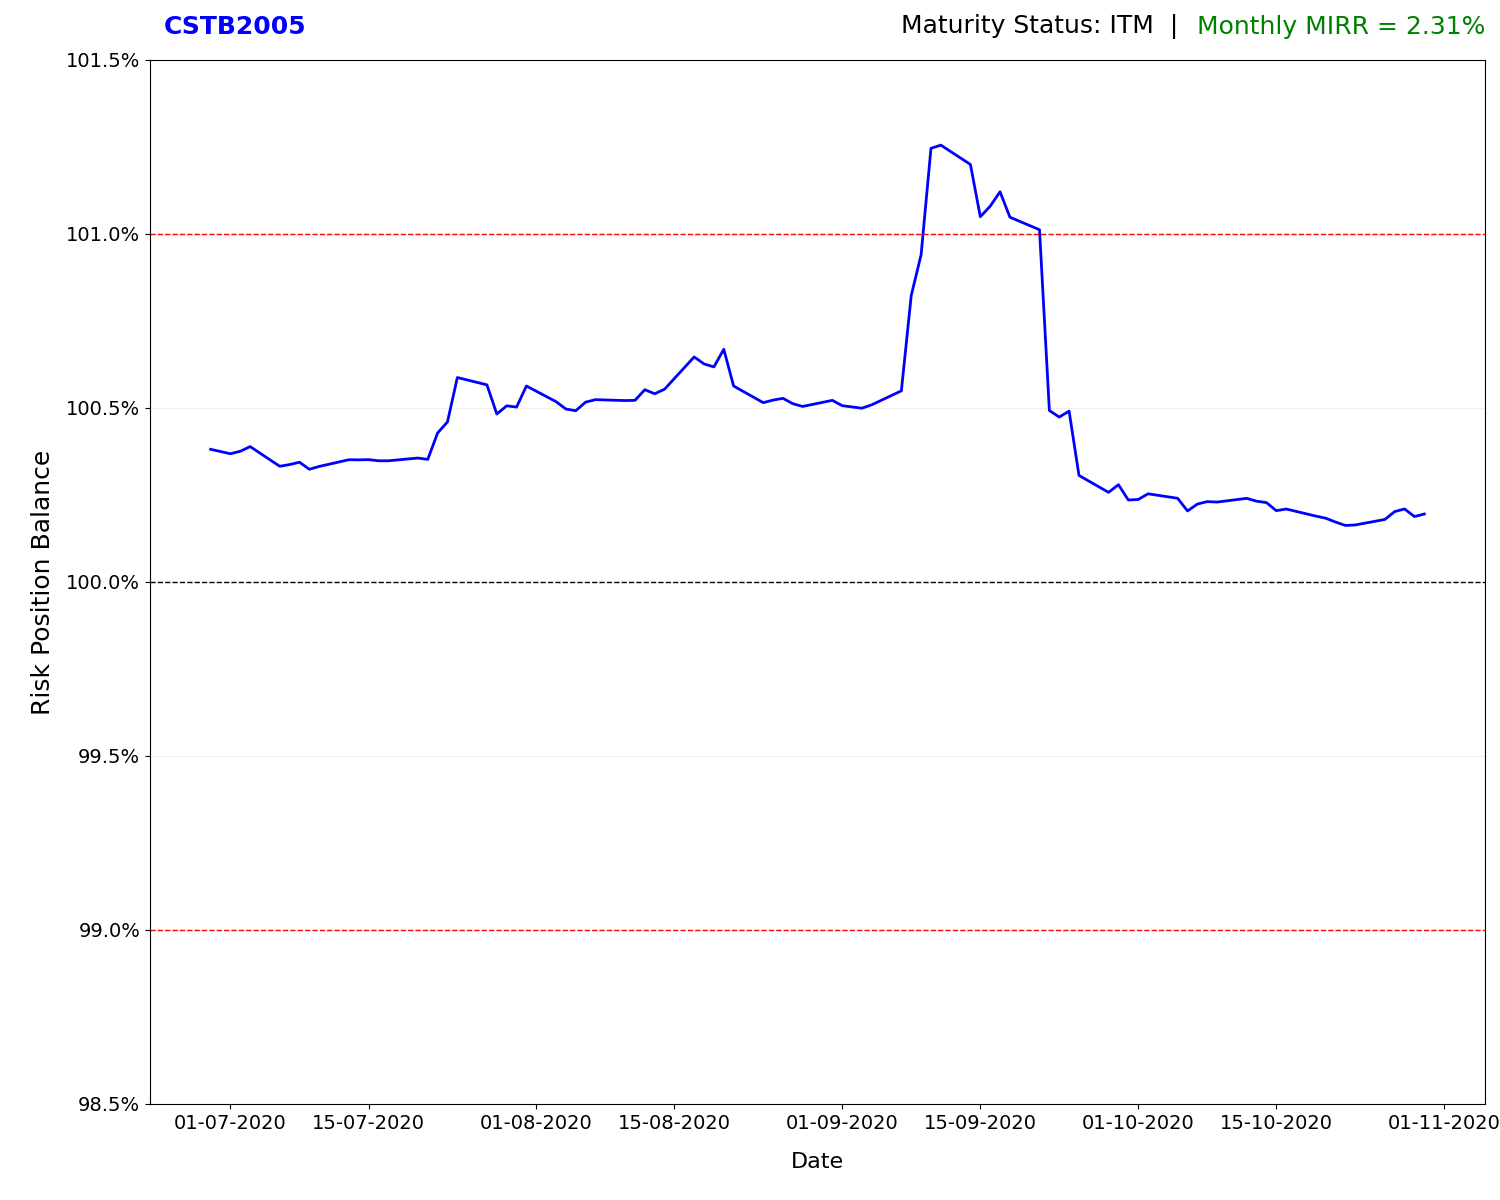 CSTB2005
Maturity Status: ITM | Monthly MIRR = 2.31%
101.5%
101.0%
100.5%
100.0%
99.5%
99.0%
98.5%
Risk Position Balance
01-07-2020 15-07-2020 01-08-2020 15-08-2020 01-09-2020 15-09-2020 01-10-2020 15-10-2020 01-11-2020
Date